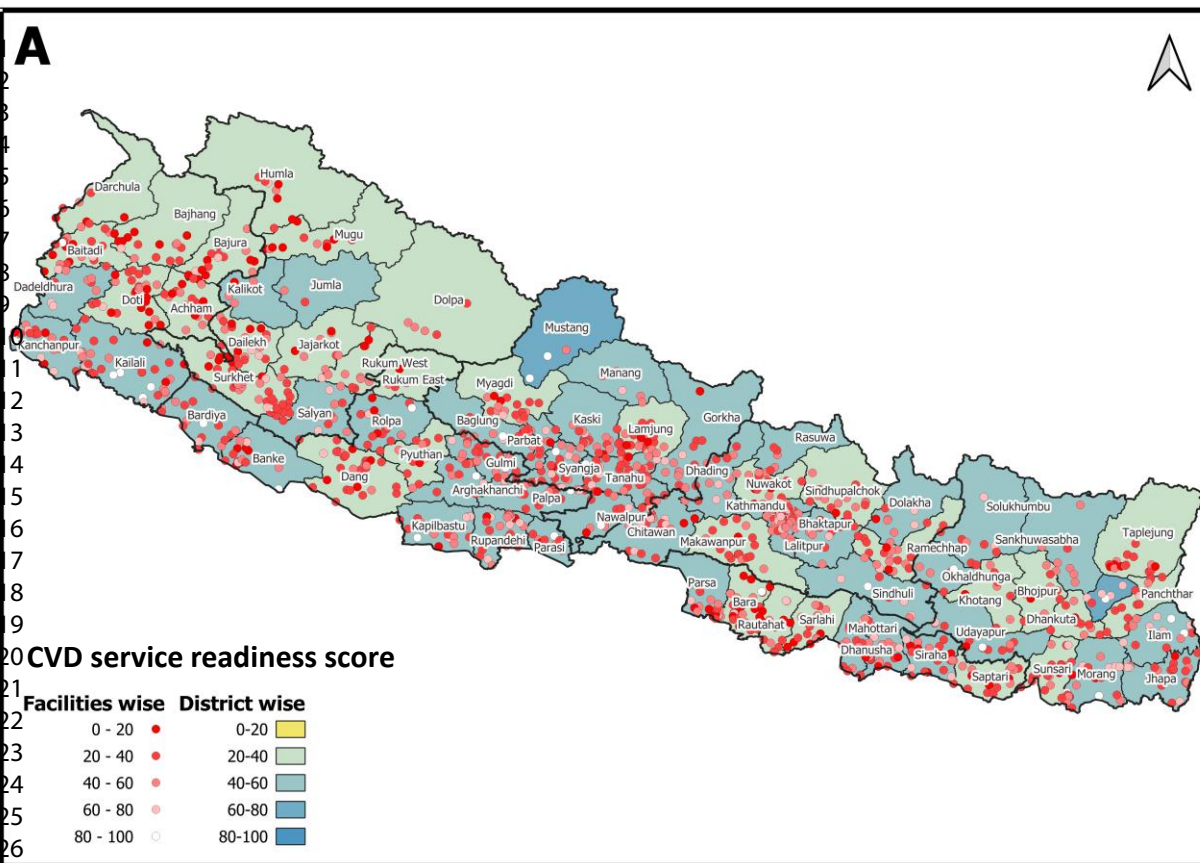 A
1
2
3
4
5
6
7
8
9
10
11
12
13
14
15
16
17
18
19
20
21
22
23
24
25
26
Humla
Darchula
Bajhang
Mugu
Bajura
Baitadi
Dadeldhura
Kalikot
Jumla
Doti
Achham
Dolpa
Mustang
Kanchanpur
Dailekh
Jajarkot
Kailali
Rukum West
Rukum East
Surkhet
Myagdi
Manang
Bardiya
Salyan
Rolpa
Baglung
Kaski
Gorkha
Lamjung
Parbat
Rasuwa
Banke
Pyuthan
Gulmi
Syangja
Dhading
Dang
Tanahu
Nuwakot
Sindhupalchok
Arghakhanchi
Palpa
Kathmandu
Dolakha
Solukhumbu
Kapilbastu
Nawalpur
Bhaktapur
Chitawan
Rupandehi
Parasi
Makawanpur
Lalitpur
Ramechhap
Sankhuwasabha
Taplejung
Parsa
Okhaldhunga
Sindhuli
Bhojpur
Panchthar
Bara
Khotang
Rautahat
Sarlahi
Mahottari
Dhankuta
Udayapur
Ilam
Dhanusha
Siraha
Saptari
Sunsari
Morang
Jhapa
CVD service readiness score
Facilities wise District wise
0 - 20 0-20
20 - 40 20-40
40 - 60 40-60
60 - 80 60-80
80 - 100 80-100